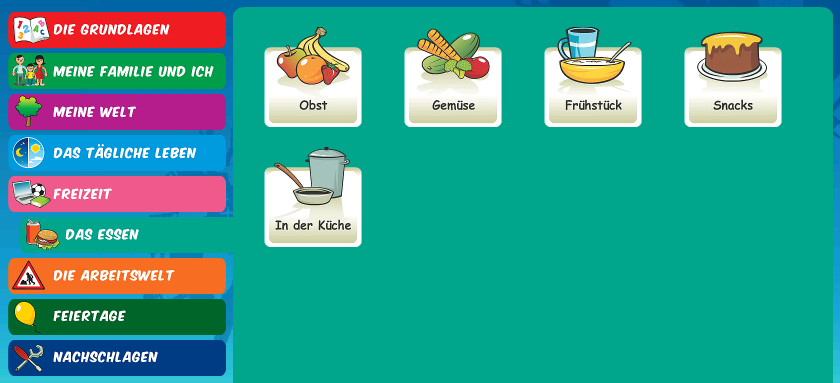 DIE GRUNDLAGEN
MEINE FAMILIE UND ICH
MEINE WELT
DAS TÄGLICHE LEBEN
FREIZEIT
DAS ESSEN
DIE ARBEITSWELT
FEIERTAGE
NACHSCHLAGEN
Obst
Gemüse
Frühstück
Snacks
In der Küche